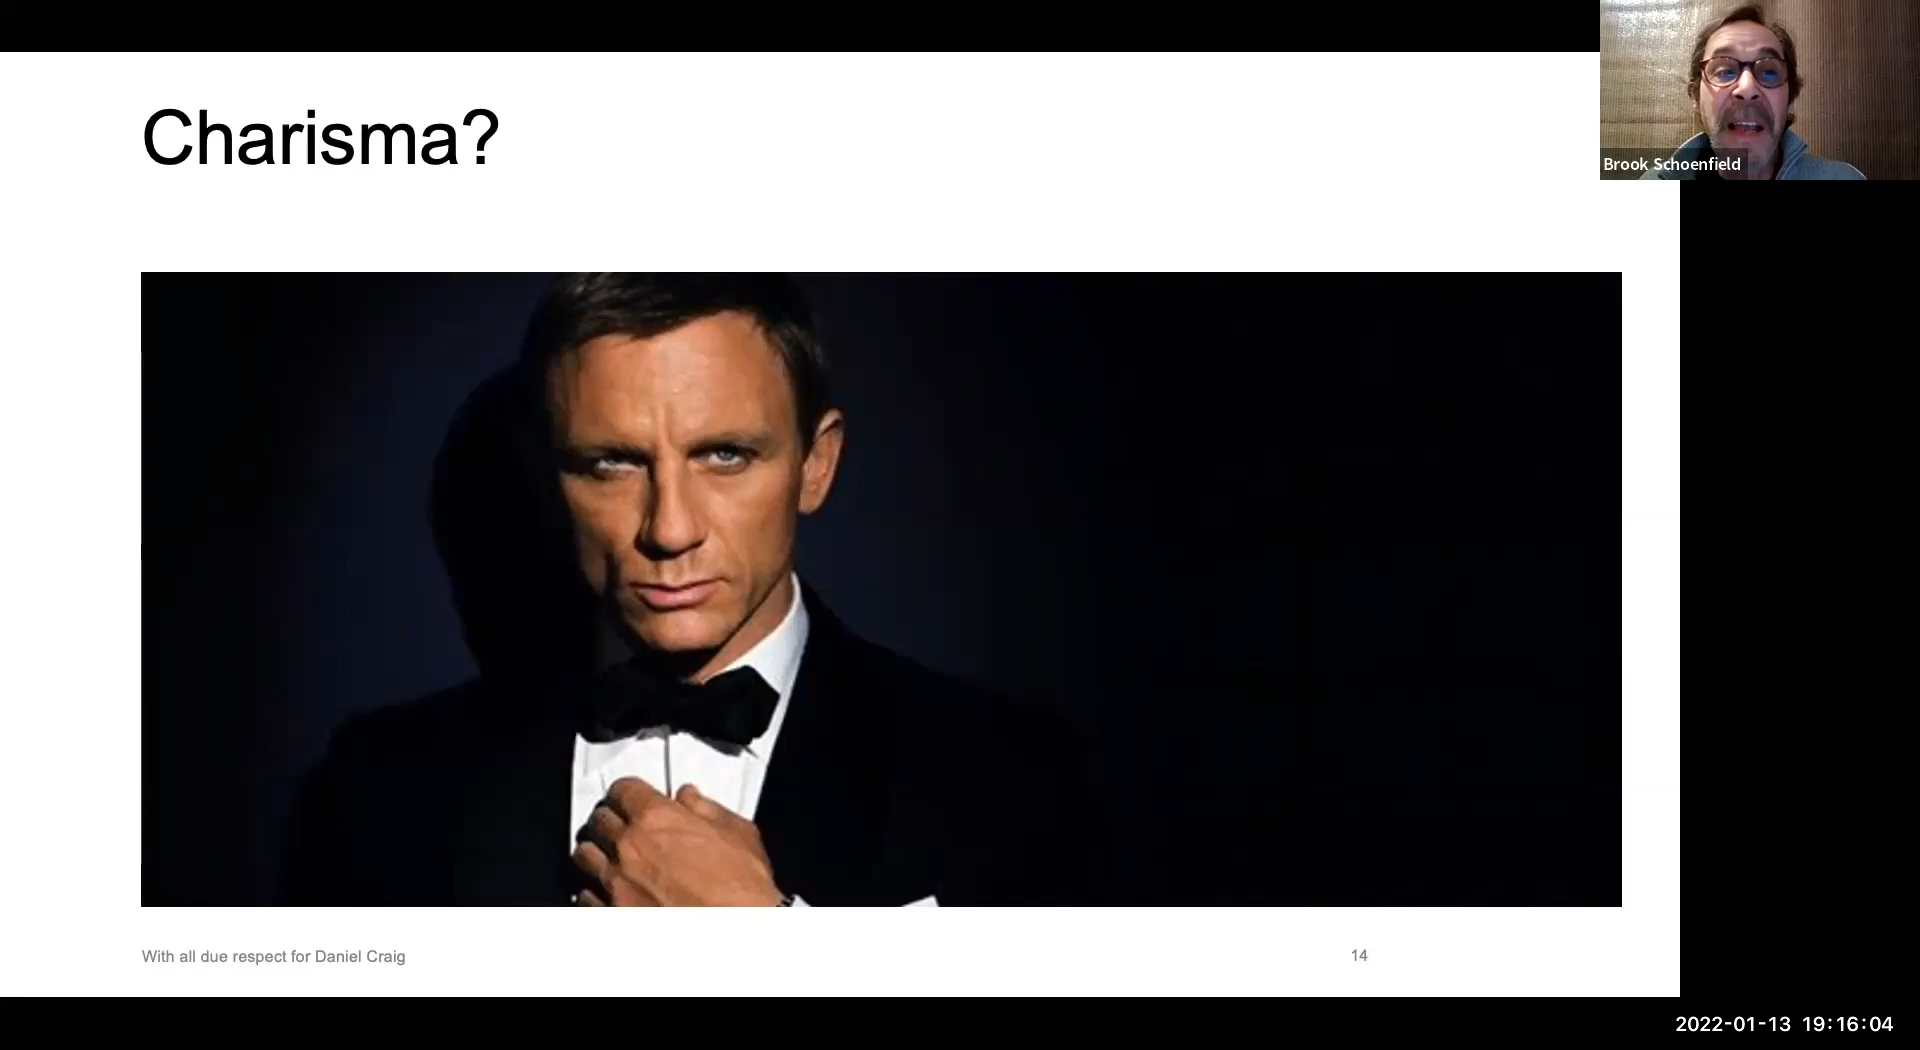 Charisma?
Brook Schoenfield
With all due respect for Daniel Craig
14
2022-01-13 19:16:04